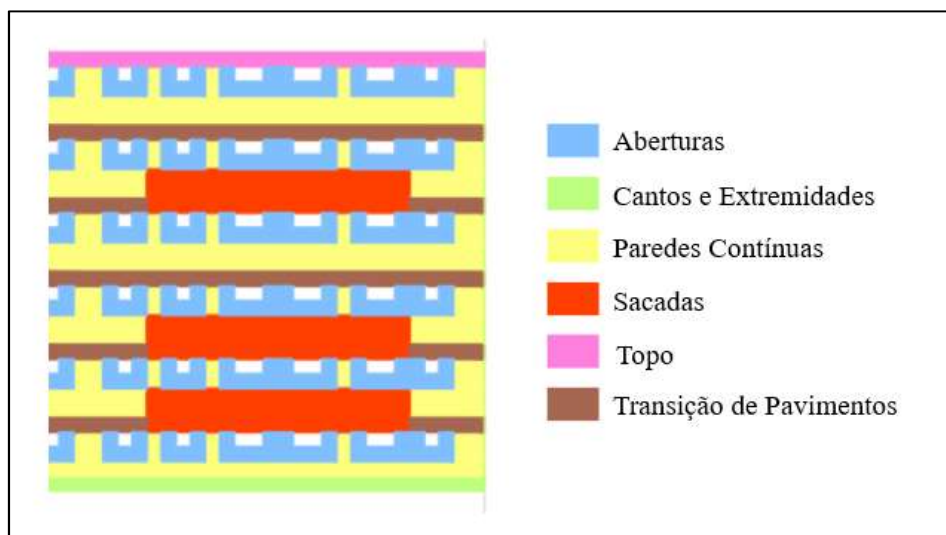 Aberturas
Cantos e Extremidades
Paredes Contínuas
Sacadas
Topo
Transição de Pavimentos